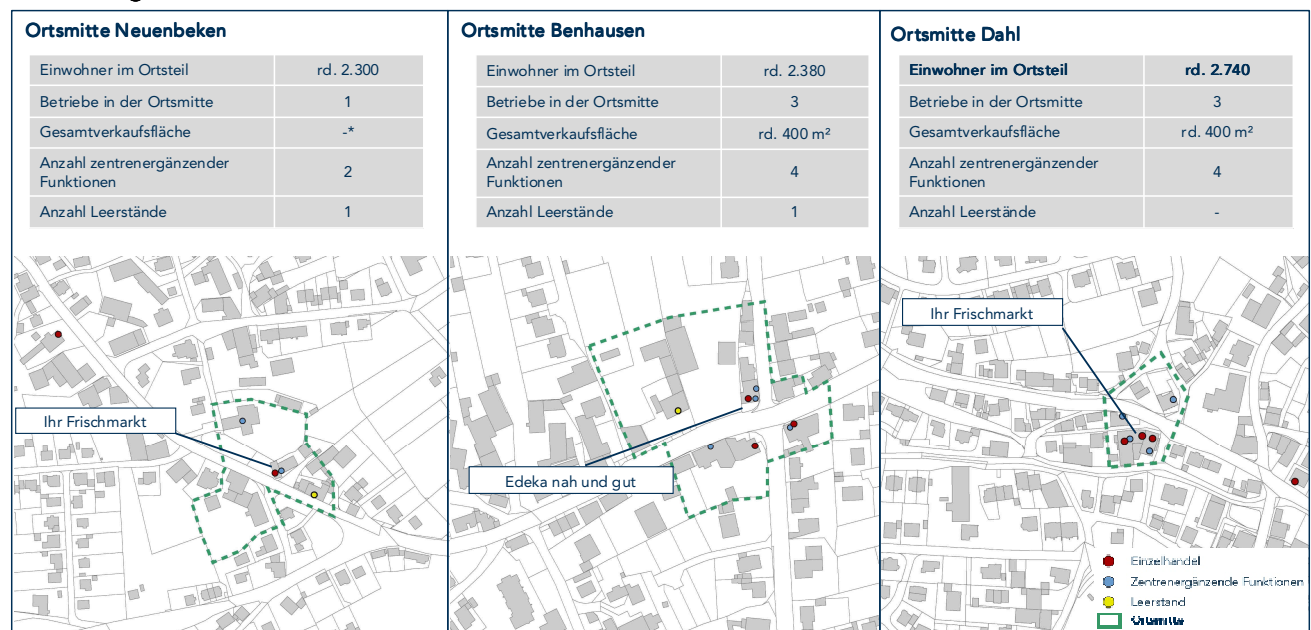 Ortsmitte Neuenbeken
Einwohner im Ortsteil rd. 2.300
Betriebe in der Ortsmitte 1
Gesamtverkaufsfläche -*
Anzahl zentrenergänzender
Funktionen 2
Anzahl Leerstände 1
Ihr Frischmarkt
Ortsmitte Benhausen
Einwohner im Ortsteil rd. 2.380
Betriebe in der Ortsmitte 3
Gesamtverkaufsfläche rd. 400 m²
Anzahl zentrenergänzender
Funktionen 4
Anzahl Leerstände 1
Edeka nah und gut
Ortsmitte Dahl
Einwohner im Ortsteil rd. 2.740
Betriebe in der Ortsmitte 3
Gesamtverkaufsfläche rd. 400 m²
Anzahl zentrenergänzender
Funktionen 4
Anzahl Leerstände -
Ihr Frischmarkt
Einzelhandel
Zentrenergänzende Funktionen
Leerstand
Ortsmitte